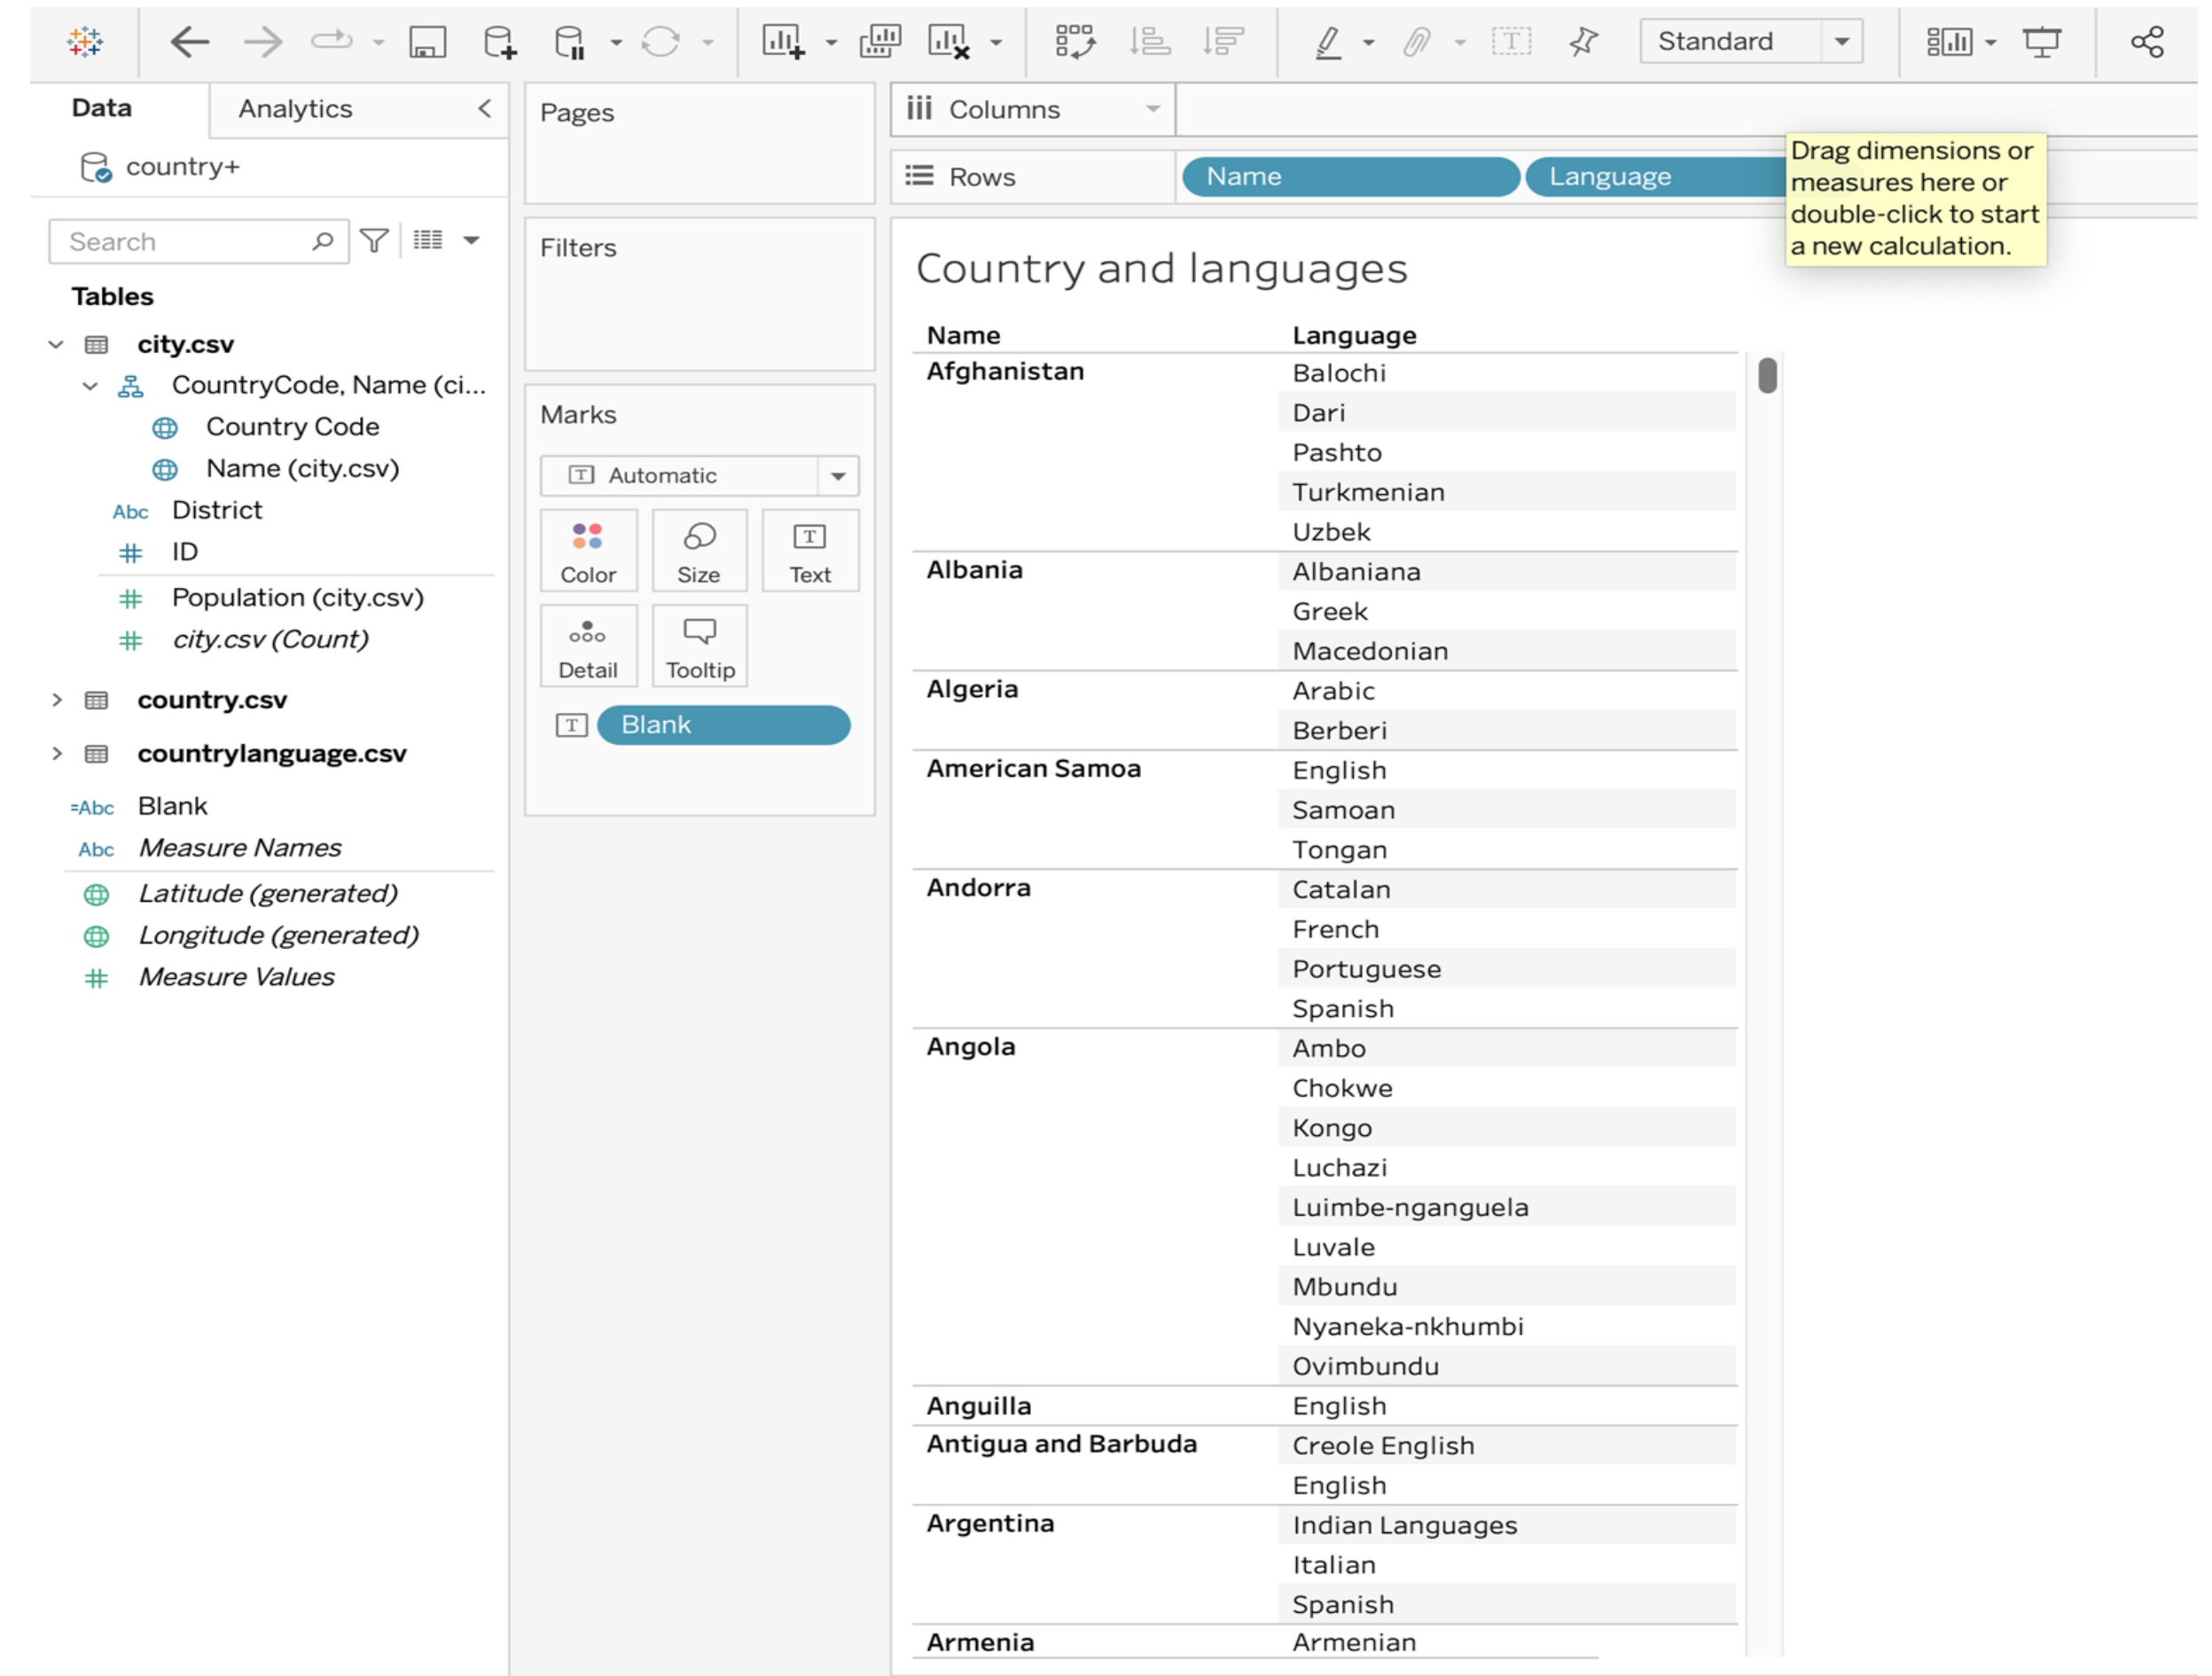 Standard
Data
Analytics
country+
Search
Tables
city.csv
CountryCode, Name (ci...
Country Code
Name (city.csv)
Abc District
ID
Population (city.csv)
city.csv (Count)
country.csv
countrylanguage.csv
=Abc Blank
Abc Measure Names
Latitude (generated)
Longitude (generated)
Measure Values
Pages
Filters
Marks
T Automatic
Color
Size
T
Text
Detail
Tooltip
T Blank
iii Columns
Rows
Name
Language
Drag dimensions or
measures here or
double-click to start
a new calculation.
Country and languages
Name Language
Afghanistan Balochi
Dari
Pashto
Turkmenian
Uzbek
Albania Albaniana
Greek
Macedonian
Algeria Arabic
Berberi
American Samoa English
Samoan
Tongan
Andorra Catalan
French
Portuguese
Spanish
Angola Ambo
Chokwe
Kongo
Luchazi
Luimbe-nganguela
Luvale
Mbundu
Nyaneka-nkhumbi
Ovimbundu
Anguilla English
Antigua and Barbuda Creole English
English
Argentina Indian Languages
Italian
Spanish
Armenia Armenian